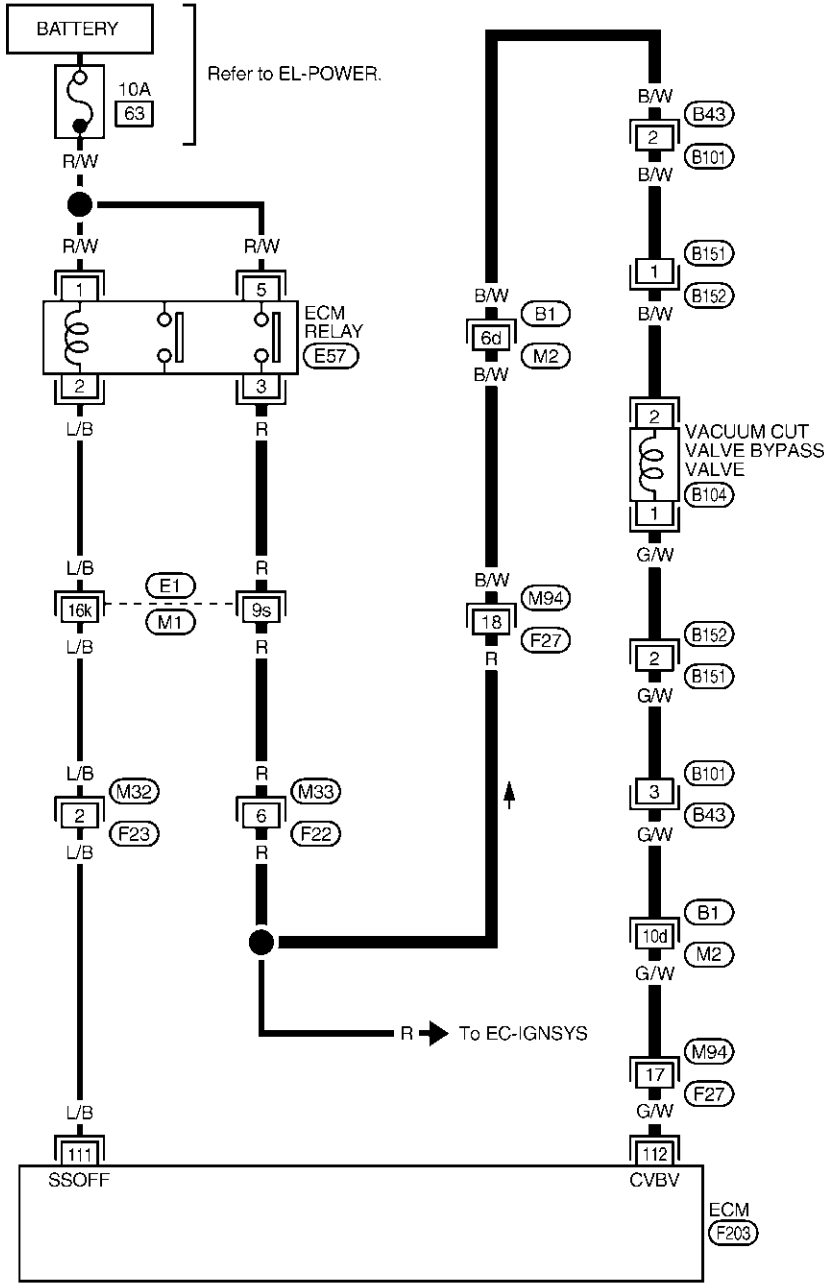 BATTERY
Refer to EL-POWER.
10A
63
R/W
R/W
R/W
1
5
ECM
RELAY
E57
2
3
L/B
R
L/B
R
16k
E1
M1
9s
L/B
R
L/B
R
2
M32
F23
6
M33
F22
L/B
R
R
To EC-IGNSYS
L/B
111
SSOFF
B/W
6d
B1
M2
B/W
B/W
18
M94
F27
R
B/W
2
B43
B101
B/W
1
B151
B152
B/W
2
VACUUM CUT
VALVE BYPASS
VALVE
B104
1
G/W
2
B152
B151
G/W
3
B101
B43
G/W
10d
B1
M2
G/W
17
M94
F27
G/W
112
CVBV
ECM
F203